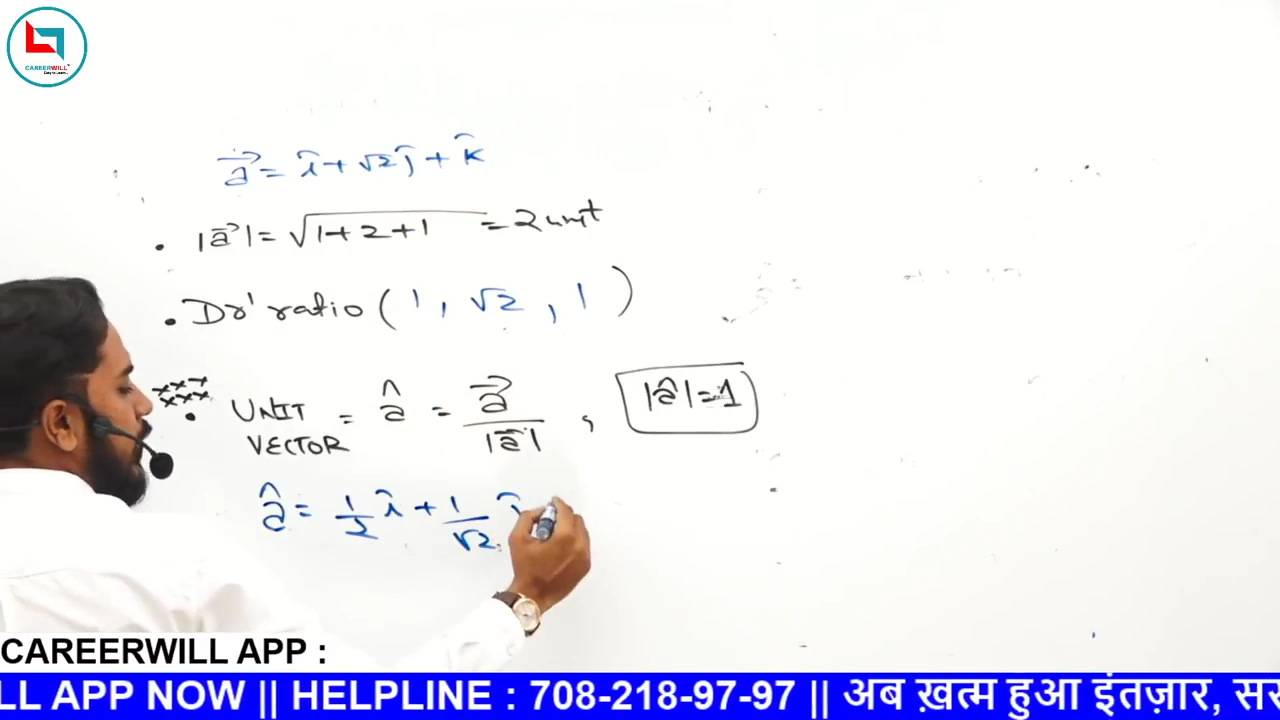 CAREERWILL
a⃗ = î + √2 ĵ + k̂
• |a⃗| = √1+2+1 = 2 unit
• Dr' ratio ( 1 , √2 , 1 )
• UNIT VECTOR = â = a⃗ / |a⃗| , |â| = 1
â = 1/2 î + 1/√2 ĵ
CAREERWILL APP :
LL APP NOW || HELPLINE : 708-218-97-97 || अब ख़त्म हुआ इंतज़ार, सर